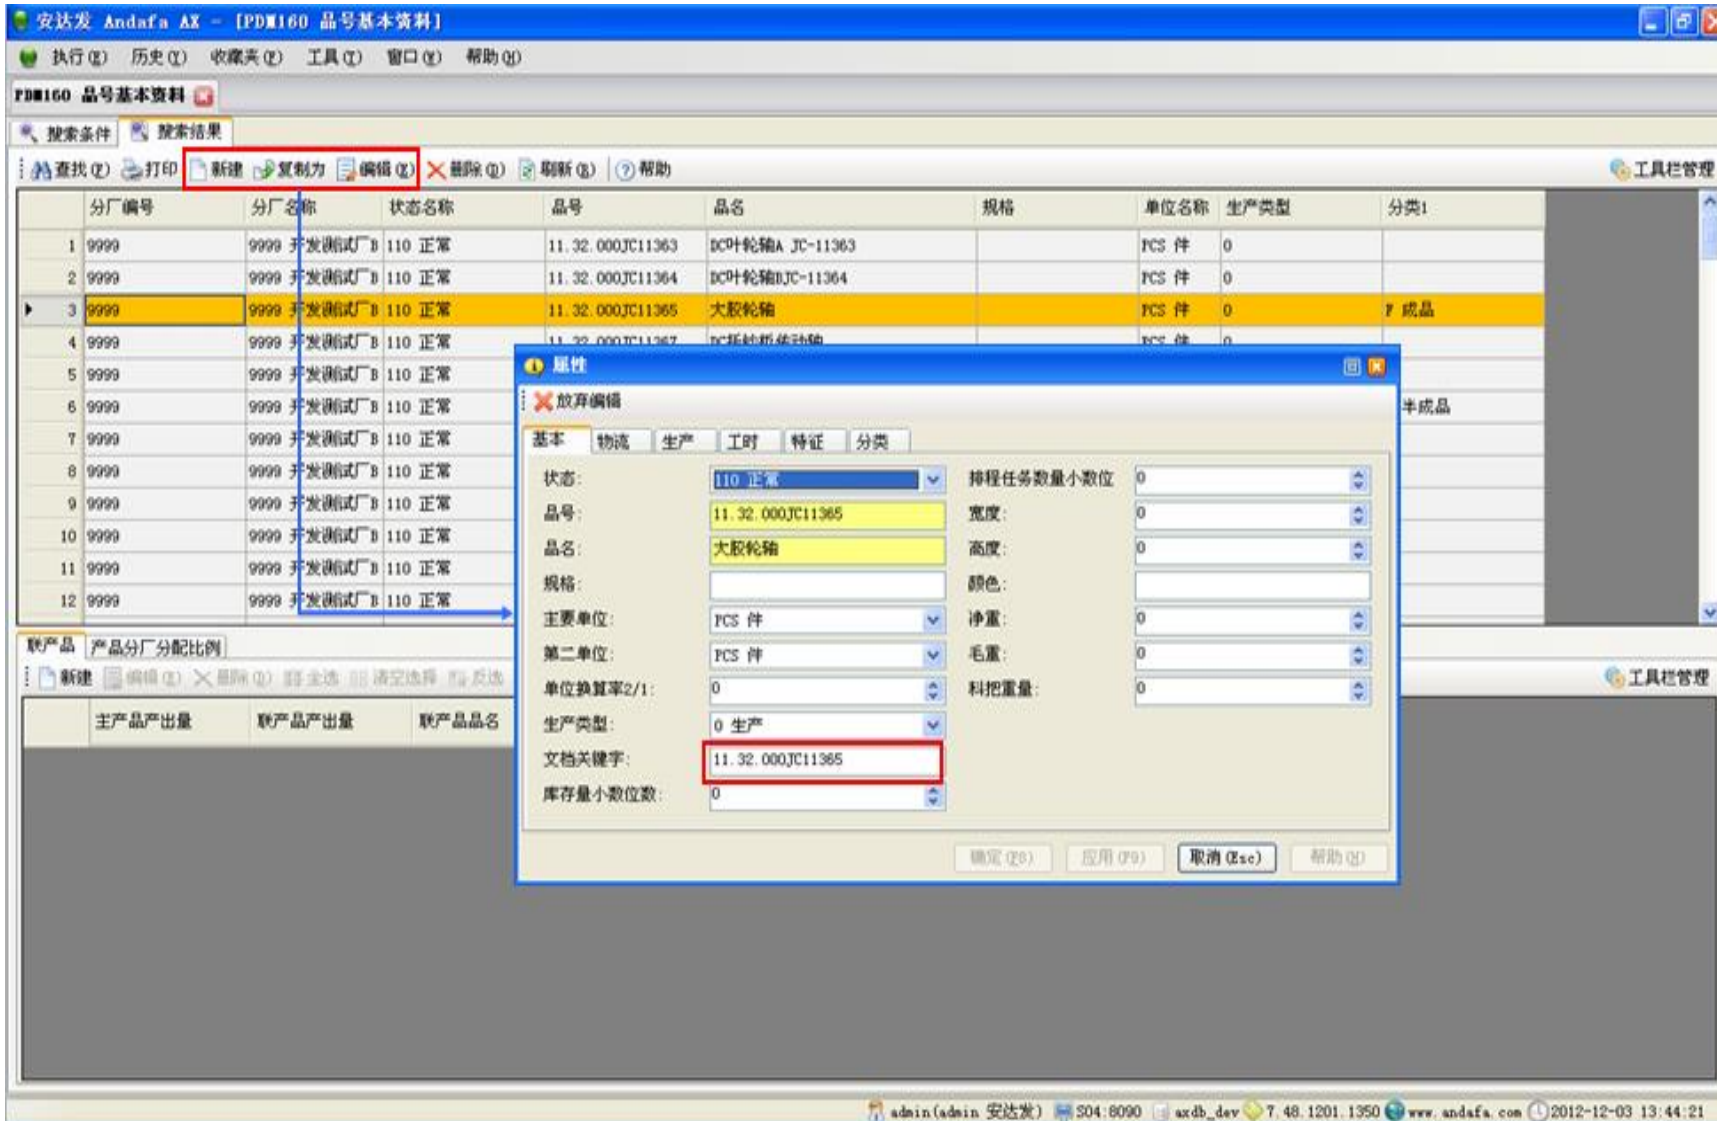 安达发 Andafa AX - [PDM160 品号基本资料]
执行(E) 历史(Y) 收藏夹(P) 工具(T) 窗口(W) 帮助(H)
PDM160 品号基本资料
搜索条件 搜索结果
查找(F) 打印 新建 复制为 编辑(E) 删除(D) 刷新(R) 帮助 工具栏管理
分厂编号 分厂名称 状态名称 品号 品名 规格 单位名称 生产类型 分类1
1 9999 9999 开发测试厂B 110 正常 11.32.000JC11363 DC叶轮轴A JC-11363 PCS 件 0
2 9999 9999 开发测试厂B 110 正常 11.32.000JC11364 DC叶轮轴BJC-11364 PCS 件 0
3 9999 9999 开发测试厂B 110 正常 11.32.000JC11365 大胶轮轴 PCS 件 0 F 成品
4 9999 9999 开发测试厂B 110 正常 11.32.000JC11367 PCS 件 0
5 9999 9999 开发测试厂B 110 正常
6 9999 9999 开发测试厂B 110 正常 半成品
7 9999 9999 开发测试厂B 110 正常
8 9999 9999 开发测试厂B 110 正常
9 9999 9999 开发测试厂B 110 正常
10 9999 9999 开发测试厂B 110 正常
11 9999 9999 开发测试厂B 110 正常
12 9999 9999 开发测试厂B 110 正常
属性
放弃编辑
基本 物流 生产 工时 特征 分类
状态: 110 正常 排程任务数量小数位 0
品号: 11.32.000JC11365 宽度: 0
品名: 大胶轮轴 高度: 0
规格: 颜色:
主要单位: PCS 件 净重: 0
第二单位: PCS 件 毛重: 0
单位换算率2/1: 0 料把重量: 0
生产类型: 0 生产
文档关键字: 11.32.000JC11365
库存量小数位数: 0
确定(F8) 应用(F9) 取消(Esc) 帮助(H)
联产品 产品分厂分配比例
新建 编辑(E) 删除(D) 全选 清空选择 反选 工具栏管理
主产品产出量 联产品产出量 联产品品名
admin(admin 安达发) S04:8090 axdb_dev 7.48.1201.1350 www.andafa.com 2012-12-03 13:44:21